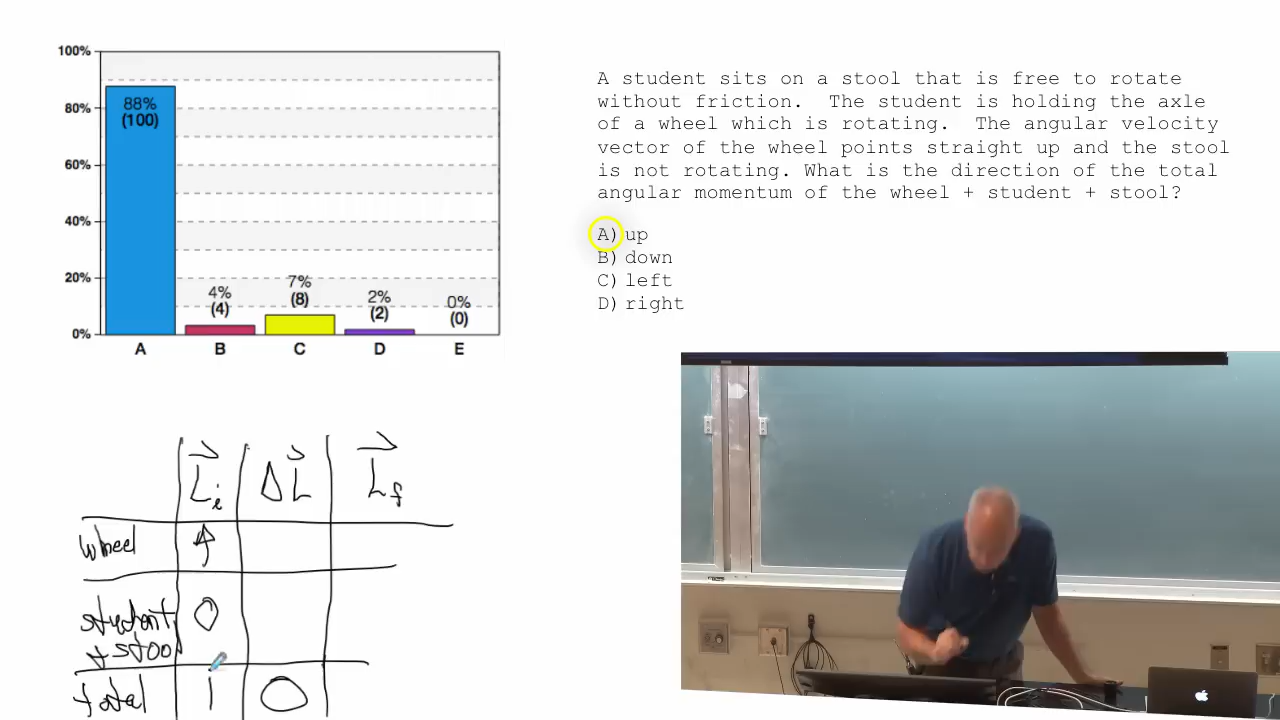 100%
80%
60%
40%
20%
0%
88%
(100)
4%
(4)
7%
(8)
2%
(2)
0%
(0)
A B C D E
A student sits on a stool that is free to rotate
without friction. The student is holding the axle
of a wheel which is rotating. The angular velocity
vector of the wheel points straight up and the stool
is not rotating. What is the direction of the total
angular momentum of the wheel + student + stool?
A) up
B) down
C) left
D) right
Li ΔL Lf
wheel
student 0
+ stool
total 0